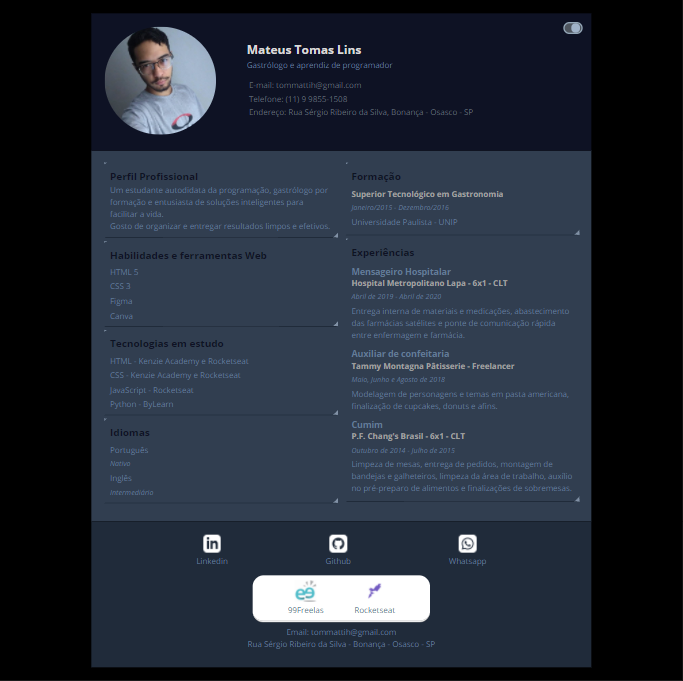 Mateus Tomas Lins
Gastrólogo e aprendiz de programador
E-mail: tommattih@gmail.com
Telefone: (11) 9 9855-1508
Endereço: Rua Sérgio Ribeiro da Silva, Bonança - Osasco - SP
Perfil Profissional
Um estudante autodidata da programação, gastrólogo por
formação e entusiasta de soluções inteligentes para
facilitar a vida.
Gosto de organizar e entregar resultados limpos e efetivos.
Habilidades e ferramentas Web
HTML 5
CSS 3
Figma
Canva
Tecnologias em estudo
HTML - Kenzie Academy e Rocketseat
CSS - Kenzie Academy e Rocketseat
JavaScript - Rocketseat
Python - ByLearn
Idiomas
Português
Nativo
Inglês
Intermediário
Formação
Superior Tecnológico em Gastronomia
Janeiro/2015 - Dezembro/2016
Universidade Paulista - UNIP
Experiências
Mensageiro Hospitalar
Hospital Metropolitano Lapa - 6x1 - CLT
Abril de 2019 - Abril de 2020
Entrega interna de materiais e medicações, abastecimento
das farmácias satélites e ponte de comunicação rápida
entre enfermagem e farmácia.
Auxiliar de confeitaria
Tammy Montagna Pâtisserie - Freelancer
Maio, Junho e Agosto de 2018
Modelagem de personagens e temas em pasta americana,
finalização de cupcakes, donuts e afins.
Cumim
P.F. Chang's Brasil - 6x1 - CLT
Outubro de 2014 - Julho de 2015
Limpeza de mesas, entrega de pedidos, montagem de
bandejas e galheteiros, limpeza da área de trabalho, auxílio
no pré-preparo de alimentos e finalizações de sobremesas.
Linkedin
Github
Whatsapp
99Freelas
Rocketseat
Email: tommattih@gmail.com
Rua Sérgio Ribeiro da Silva - Bonança - Osasco - SP